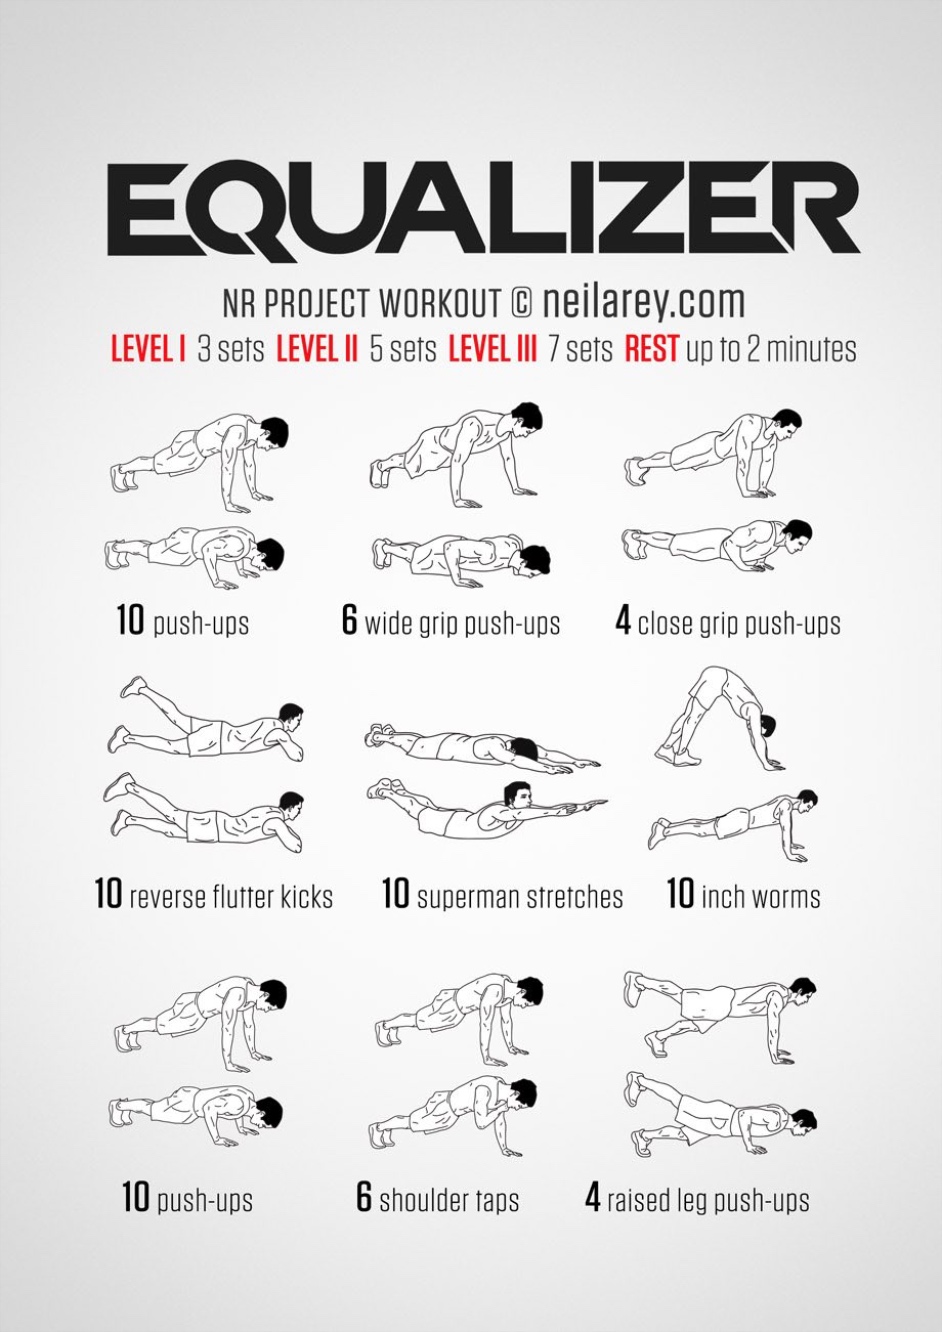 EQUALIZER
NR PROJECT WORKOUT © neilarey.com
LEVEL I 3 sets LEVEL II 5 sets LEVEL III 7 sets REST up to 2 minutes
10 push-ups
6 wide grip push-ups
4 close grip push-ups
10 reverse flutter kicks
10 superman stretches
10 inch worms
10 push-ups
6 shoulder taps
4 raised leg push-ups